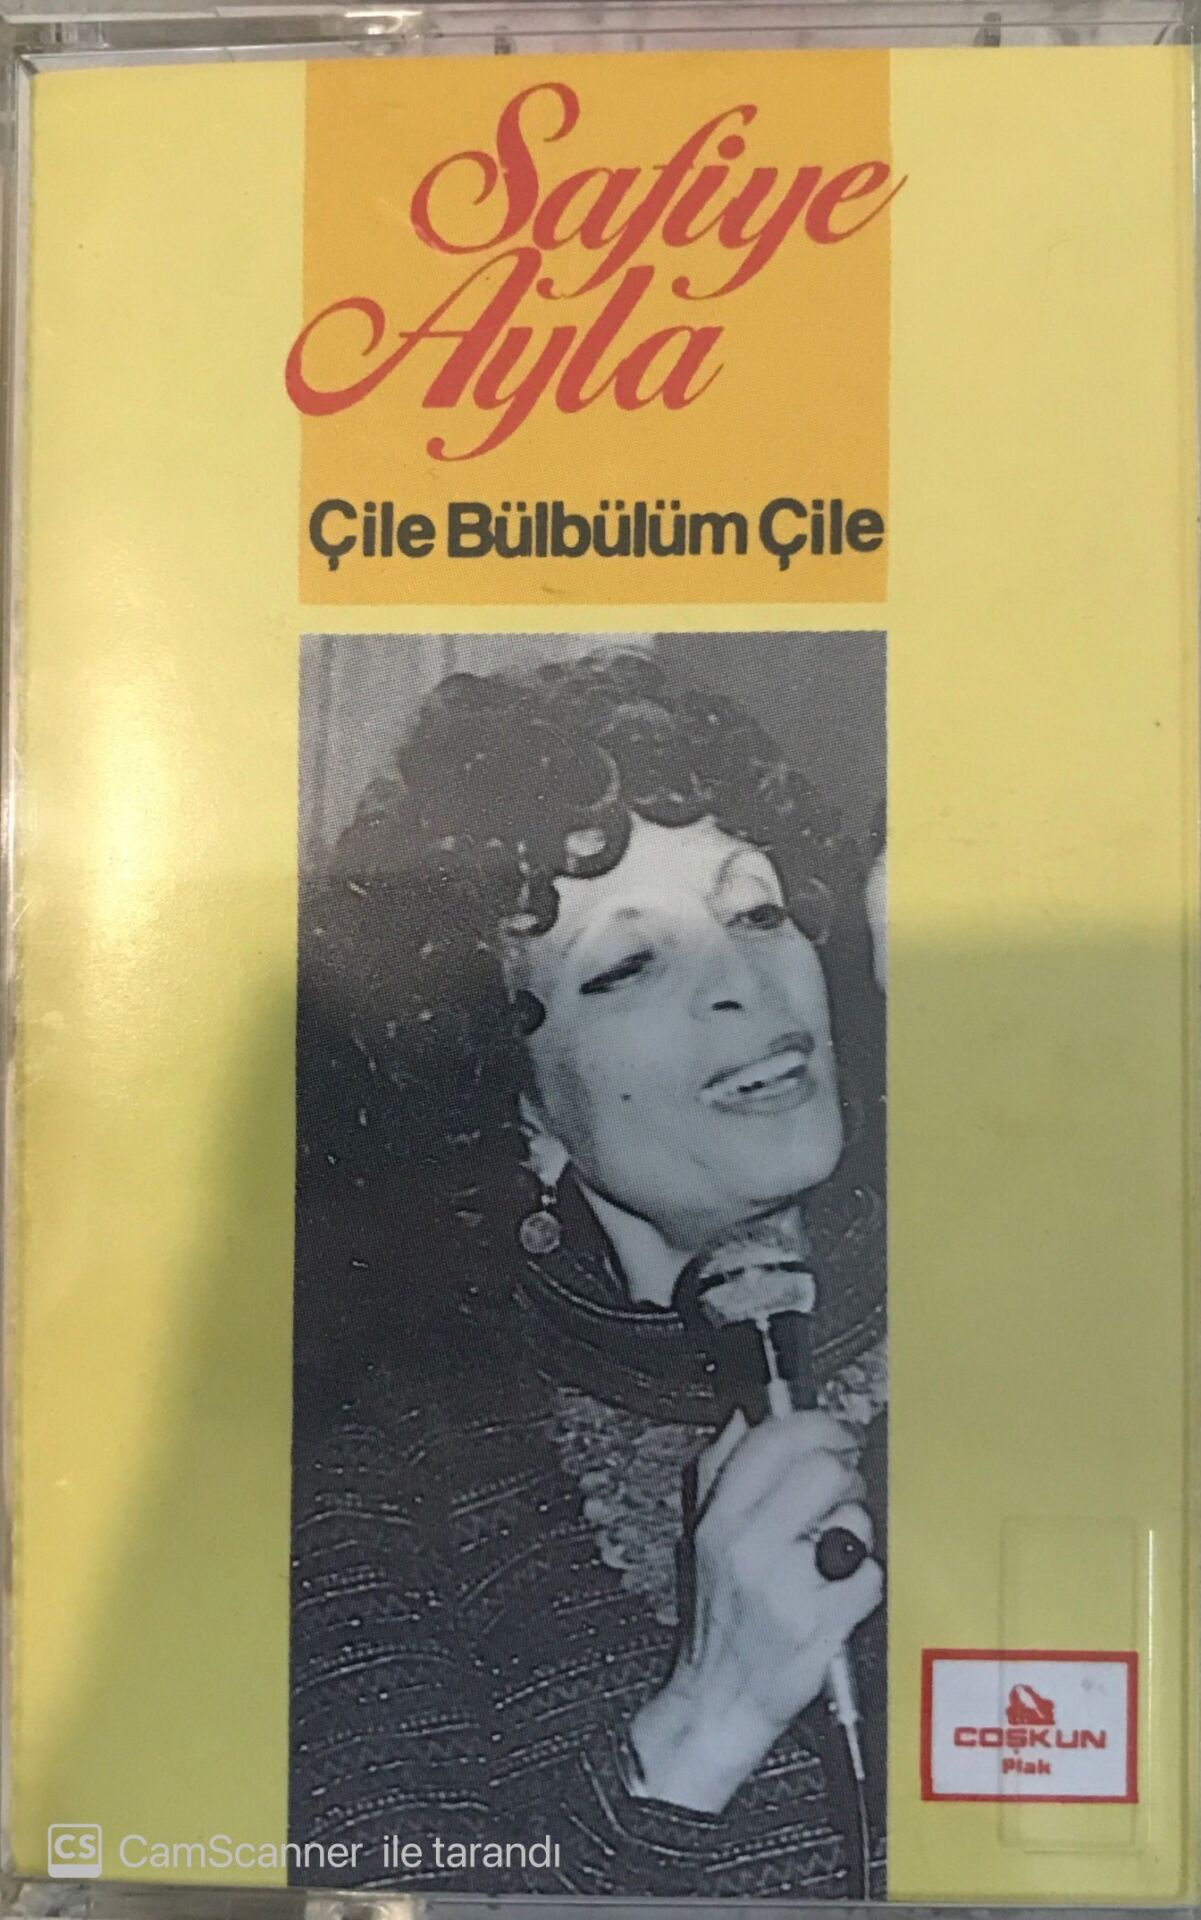 Safiye
Ayla
Çile Bülbülüm Çile
COŞKUN
Plak
CS CamScanner ile tarandı